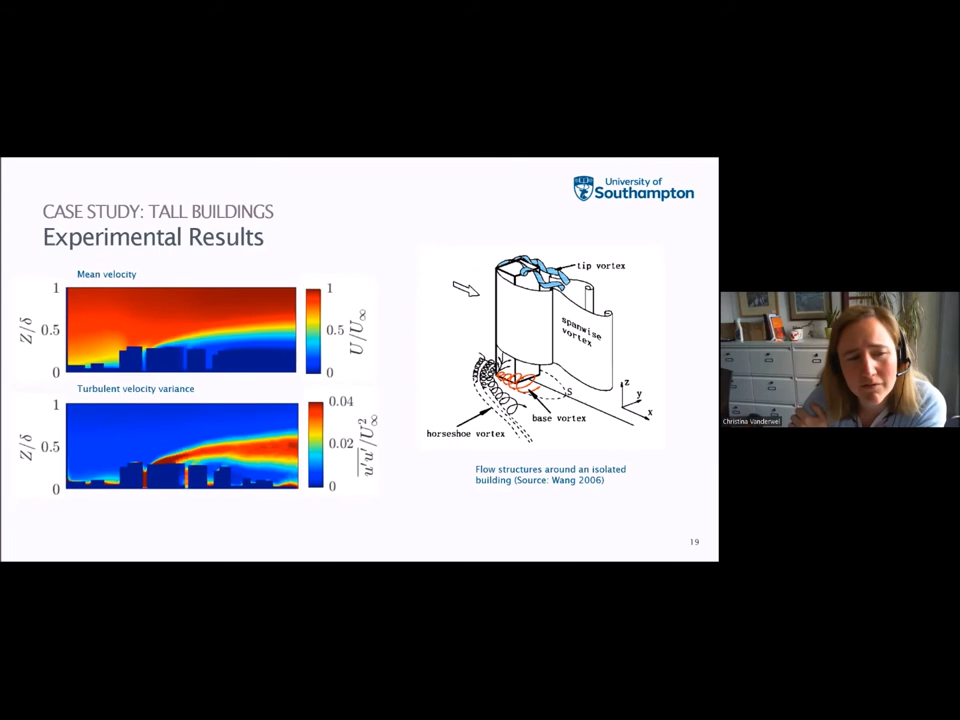 University of
Southampton
CASE STUDY: TALL BUILDINGS
Experimental Results
Mean velocity
1
0.5
0
Z/δ
1
0.5
0
U/U∞
Turbulent velocity variance
1
0.5
0
Z/δ
0.04
0.02
0
u'u'/U²∞
tip vortex
spanwise
vortex
S
base vortex
horseshoe vortex
z
y
x
Flow structures around an isolated
building (Source: Wang 2006)
19
Christina Vanderwel